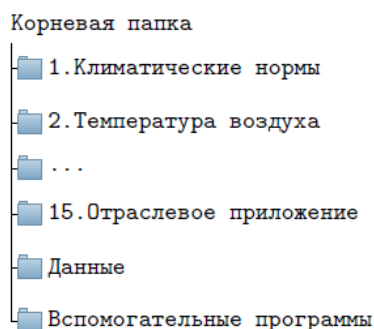 Корневая папка
1.Климатические нормы
2.Температура воздуха
...
15.Отраслевое приложение
Данные
Вспомогательные программы